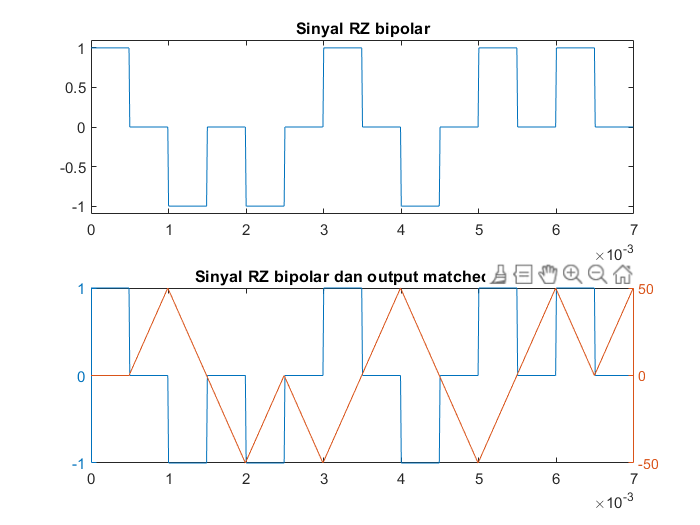 Sinyal RZ bipolar
1
0.5
0
-0.5
-1
0 1 2 3 4 5 6 7
×10-3
Sinyal RZ bipolar dan output matched
1 50
0 0
-1 -50
0 1 2 3 4 5 6 7
×10-3